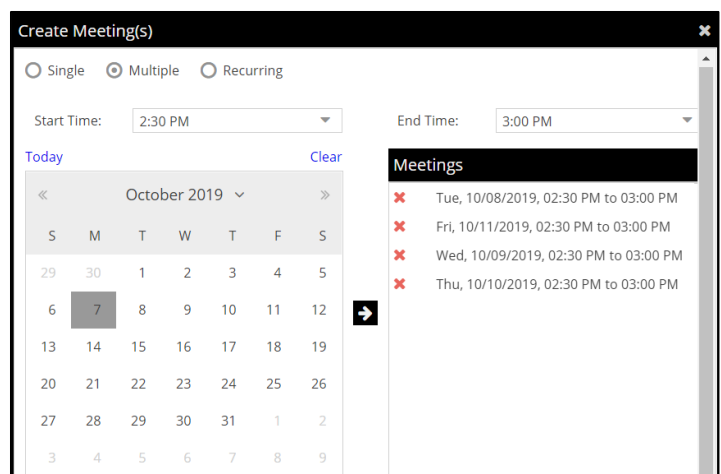 Create Meeting(s)
Single Multiple Recurring
Start Time: 2:30 PM End Time: 3:00 PM
Today Clear
October 2019
S M T W T F S
29 30 1 2 3 4 5
6 7 8 9 10 11 12
13 14 15 16 17 18 19
20 21 22 23 24 25 26
27 28 29 30 31 1 2
3 4 5 6 7 8 9
Meetings
Tue, 10/08/2019, 02:30 PM to 03:00 PM
Fri, 10/11/2019, 02:30 PM to 03:00 PM
Wed, 10/09/2019, 02:30 PM to 03:00 PM
Thu, 10/10/2019, 02:30 PM to 03:00 PM